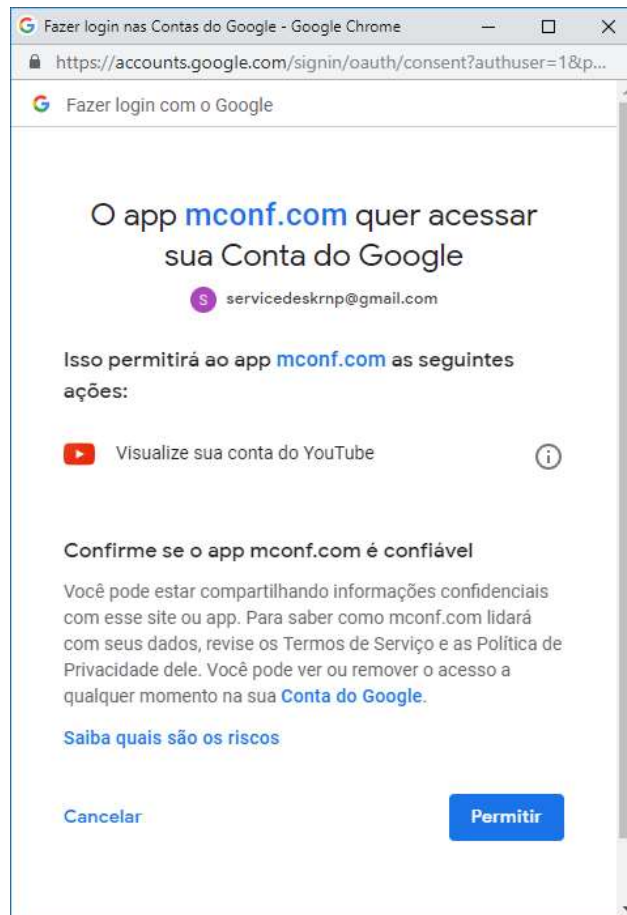 Fazer login nas Contas do Google - Google Chrome
https://accounts.google.com/signin/oauth/consent?authuser=1&p...
Fazer login com o Google
O app mconf.com quer acessar
sua Conta do Google
S servicedeskrnp@gmail.com
Isso permitirá ao app mconf.com as seguintes
ações:
Visualize sua conta do YouTube
Confirme se o app mconf.com é confiável
Você pode estar compartilhando informações confidenciais
com esse site ou app. Para saber como mconf.com lidará
com seus dados, revise os Termos de Serviço e as Política de
Privacidade dele. Você pode ver ou remover o acesso a
qualquer momento na sua Conta do Google.
Saiba quais são os riscos
Cancelar
Permitir